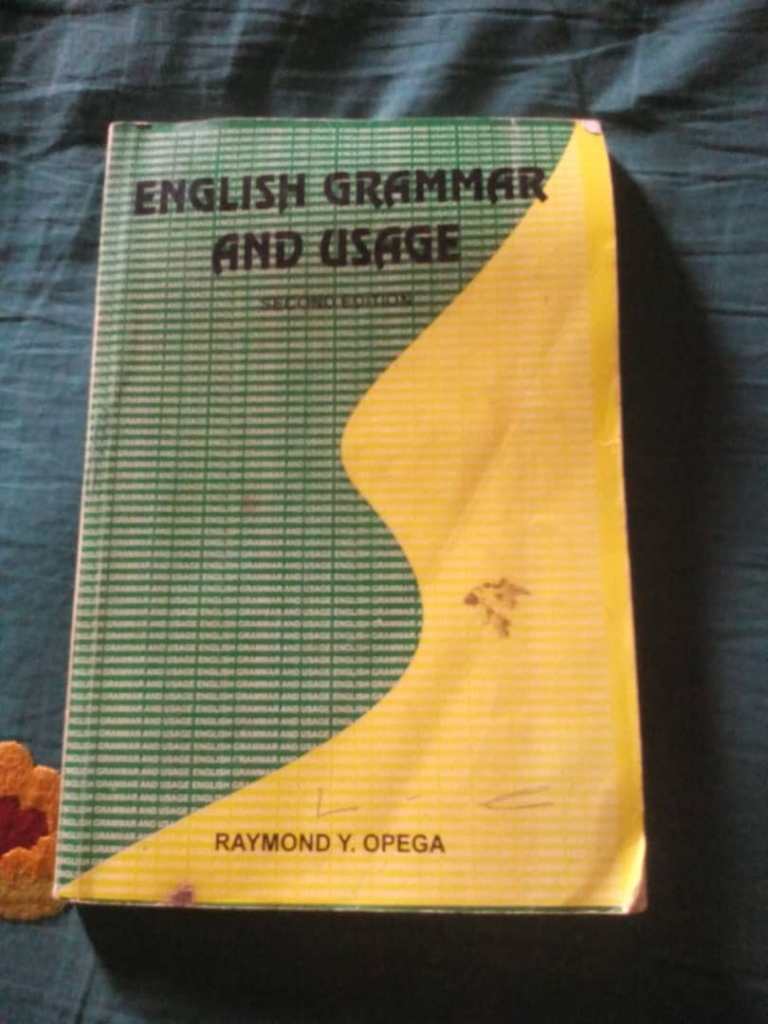 ENGLISH GRAMMAR
AND USAGE
SECOND EDITION
RAYMOND Y. OPEGA